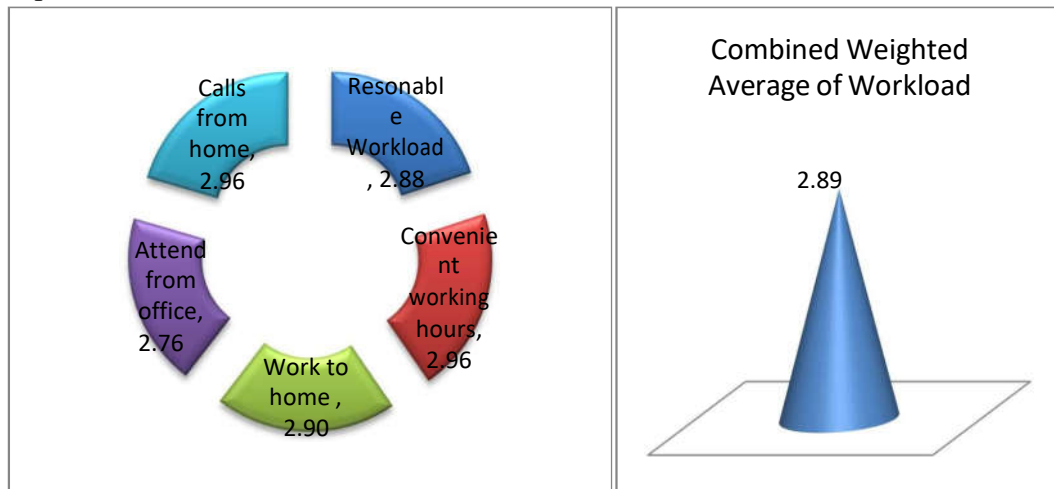 Calls
from
home,
2.96
Resonabl
e
Workload
, 2.88
Convenie
nt
working
hours,
2.96
Work to
home ,
2.90
Attend
from
office,
2.76
Combined Weighted
Average of Workload
2.89